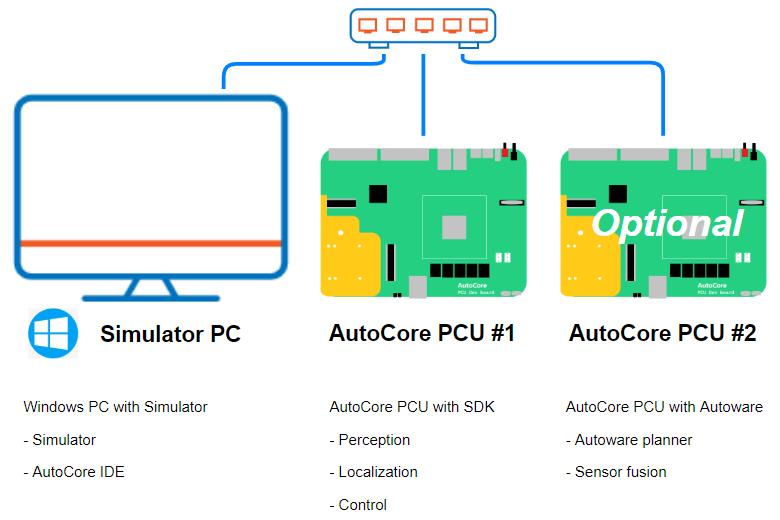 AutoCore
PCU Dev board
Optional
AutoCore
PCU Dev board
Simulator PC
AutoCore PCU #1
AutoCore PCU #2
Windows PC with Simulator
- Simulator
- AutoCore IDE
AutoCore PCU with SDK
- Perception
- Localization
- Control
AutoCore PCU with Autoware
- Autoware planner
- Sensor fusion